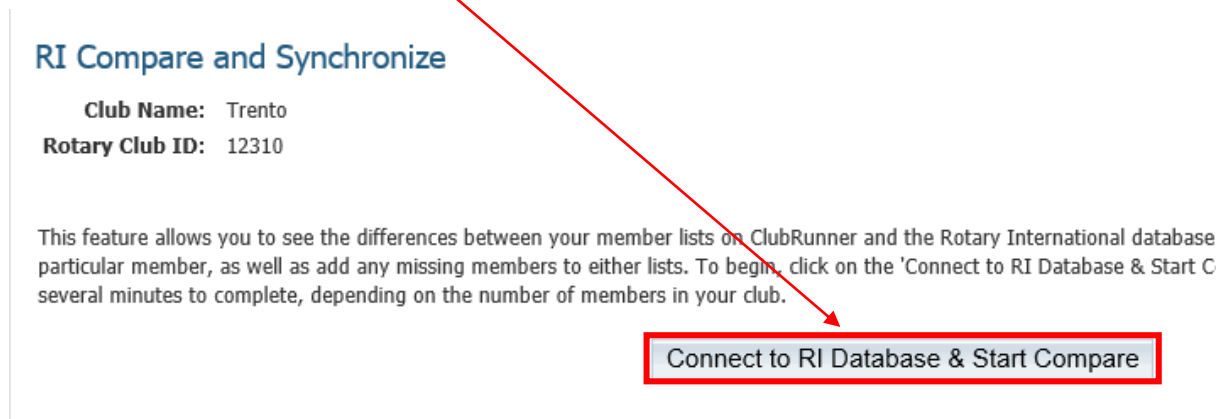 RI Compare and Synchronize
Club Name: Trento
Rotary Club ID: 12310
This feature allows you to see the differences between your member lists on ClubRunner and the Rotary International database
particular member, as well as add any missing members to either lists. To begin, click on the 'Connect to RI Database & Start C
several minutes to complete, depending on the number of members in your club.
Connect to RI Database & Start Compare